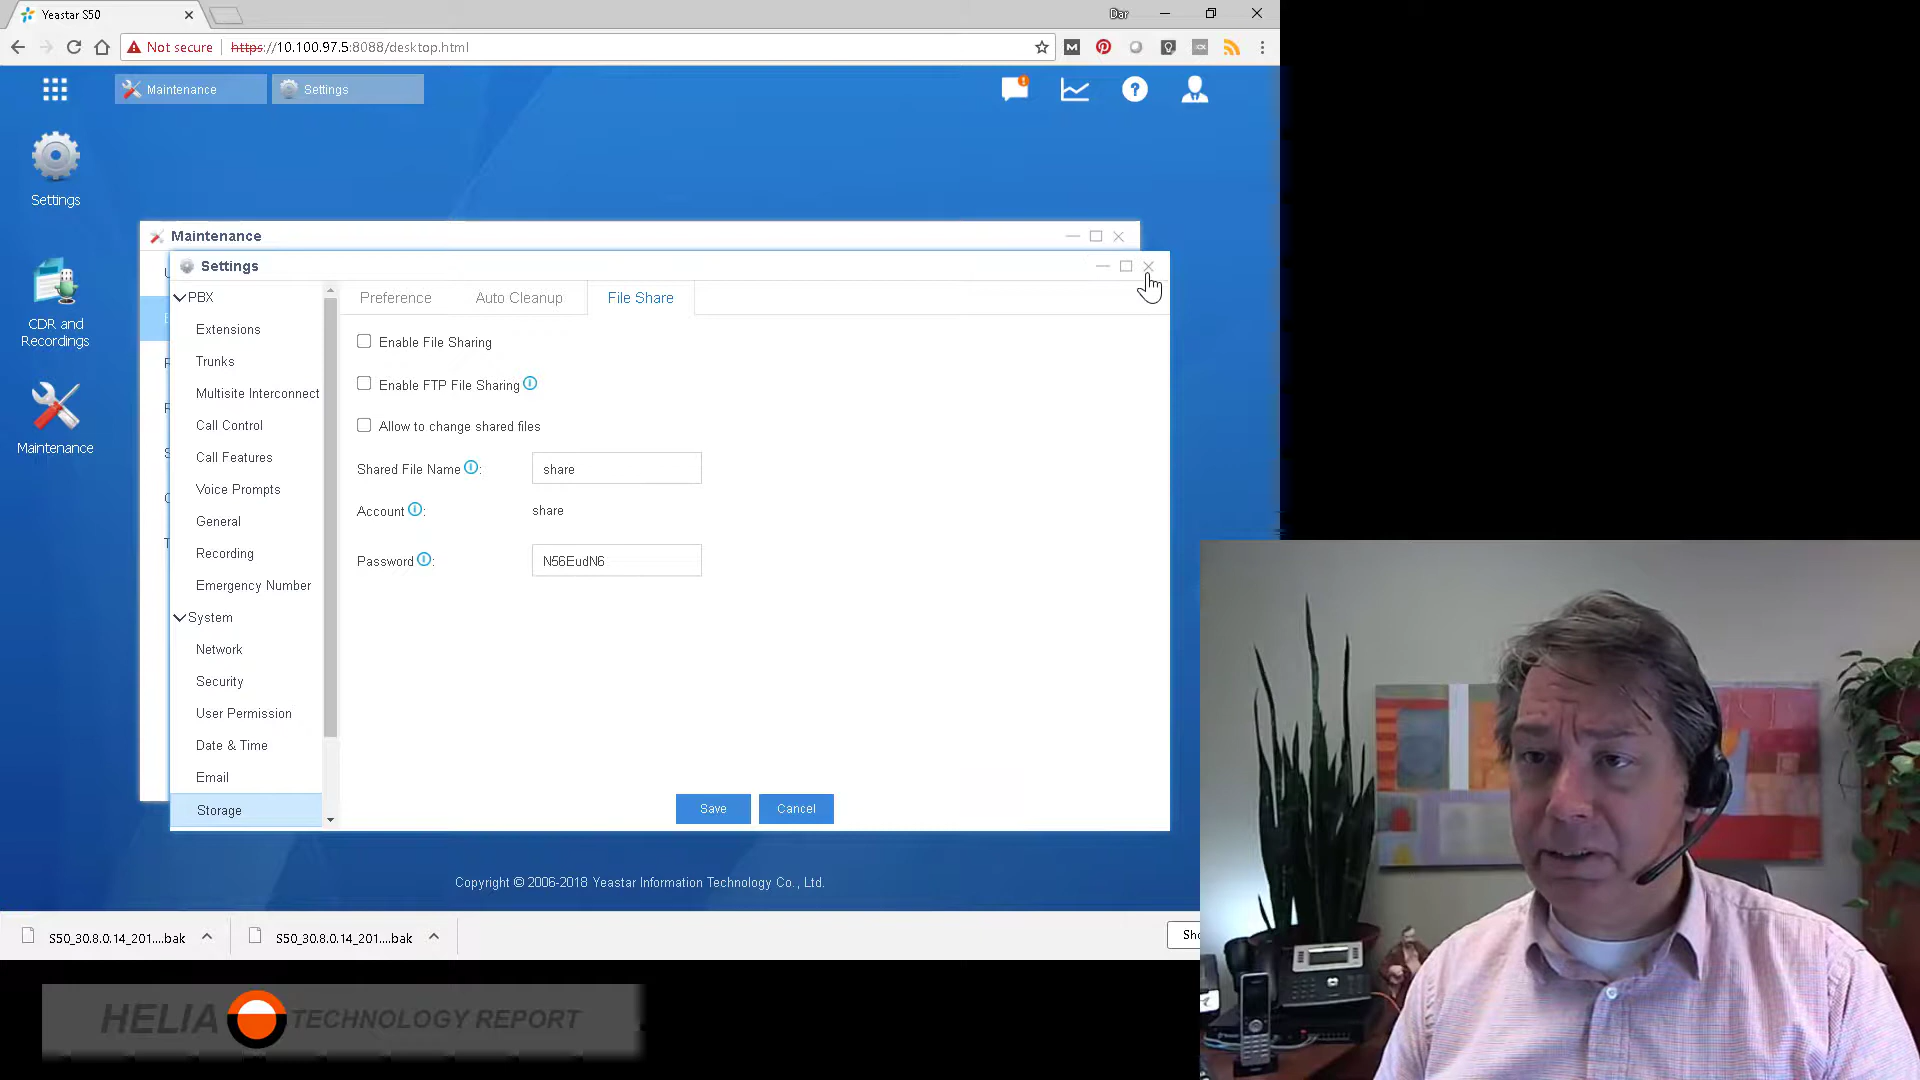 Yeastar S50
Dar
Not secure
https://10.100.97.5:8088/desktop.html
Maintenance
Settings
Settings
CDR and
Recordings
Maintenance
Maintenance
Settings
PBX
Extensions
Trunks
Multisite Interconnect
Call Control
Call Features
Voice Prompts
General
Recording
Emergency Number
System
Network
Security
User Permission
Date & Time
Email
Storage
Preference
Auto Cleanup
File Share
Enable File Sharing
Enable FTP File Sharing
Allow to change shared files
Shared File Name :
share
Account :
share
Password :
N56EudN6
Save
Cancel
Copyright © 2006-2018 Yeastar Information Technology Co., Ltd.
S50_30.8.0.14_201....bak
S50_30.8.0.14_201....bak
HELIA TECHNOLOGY REPORT